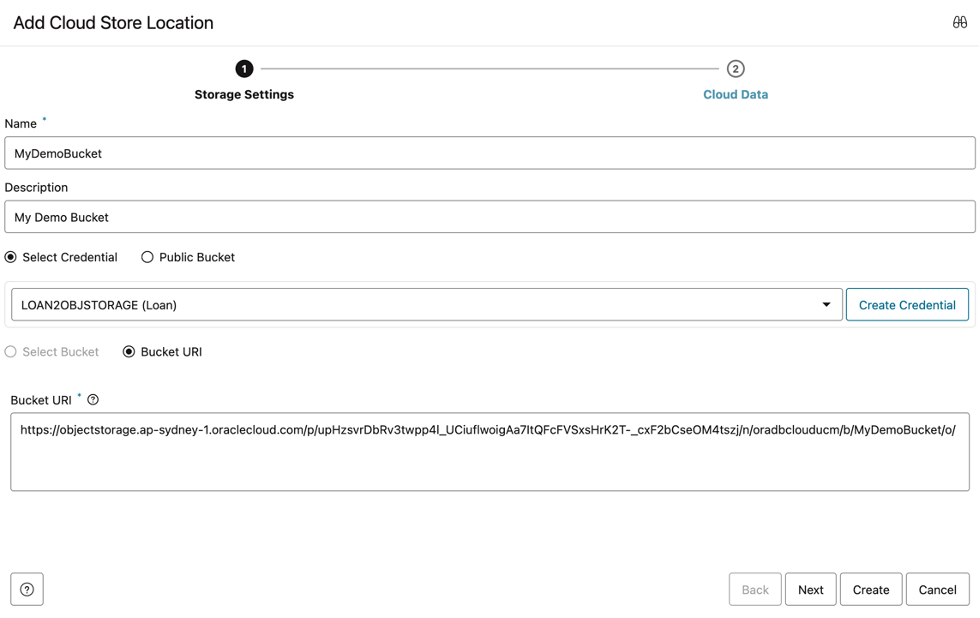 Add Cloud Store Location
1
2
Storage Settings
Cloud Data
Name *
MyDemoBucket
Description
My Demo Bucket
Select Credential
Public Bucket
LOAN2OBJSTORAGE (Loan)
Create Credential
Select Bucket
Bucket URI
Bucket URI * ?
https://objectstorage.ap-sydney-1.oraclecloud.com/p/upHzsvrDbRv3twpp4l_UCiuflwoigAa7ItQFcFVSxsHrK2T-_cxF2bCseOM4tszj/n/oradbclouducm/b/MyDemoBucket/o/
?
Back
Next
Create
Cancel